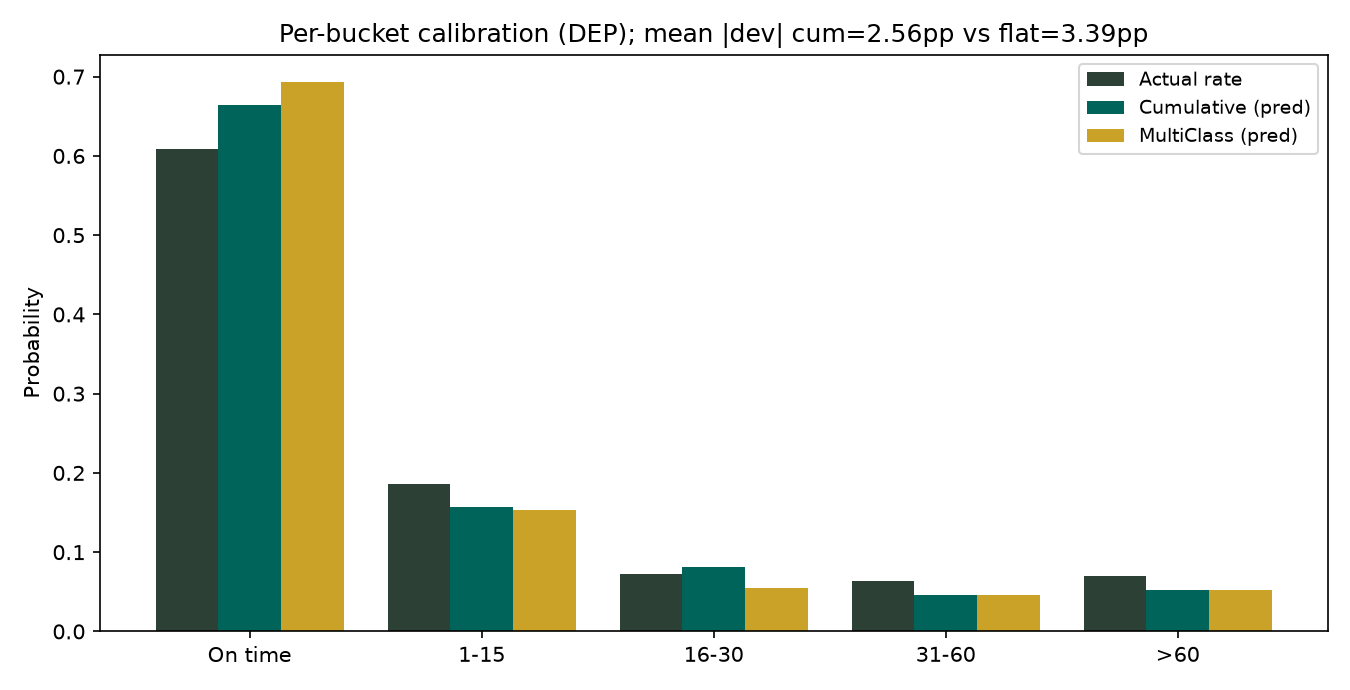 Per-bucket calibration (DEP); mean |dev| cum=2.56pp vs flat=3.39pp
Actual rate
Cumulative (pred)
MultiClass (pred)
Probability
0.7
0.6
0.5
0.4
0.3
0.2
0.1
0.0
On time
1-15
16-30
31-60
>60